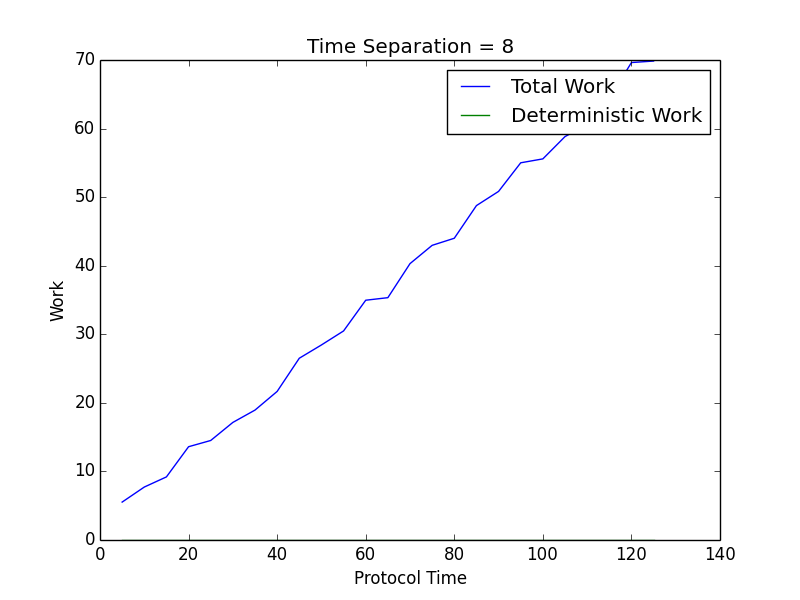 Time Separation = 8
70
60
50
40
30
20
10
0
Work
Total Work
Deterministic Work
0 20 40 60 80 100 120 140
Protocol Time